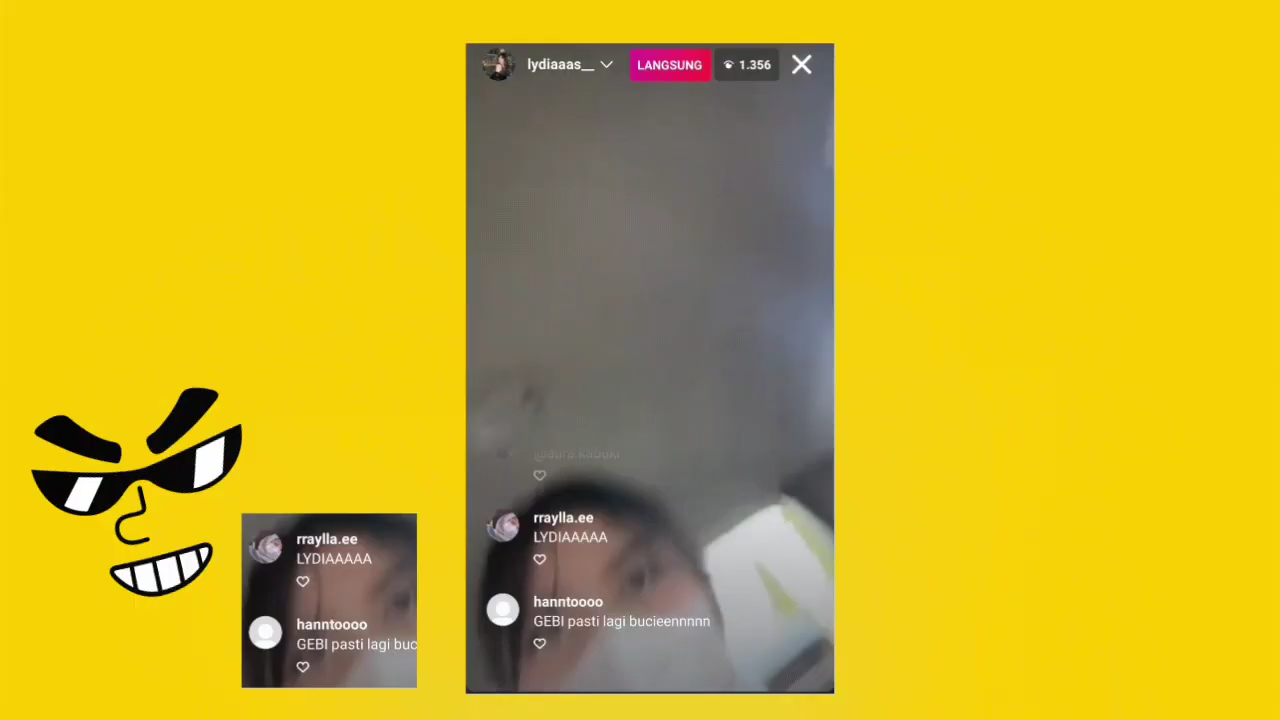 lydiaaas__
LANGSUNG
1.356
rraylla.ee
LYDIAAAAA
hanntoooo
GEBI pasti lagi bucieennnnn
rraylla.ee
LYDIAAAAA
hanntoooo
GEBI pasti lagi buc